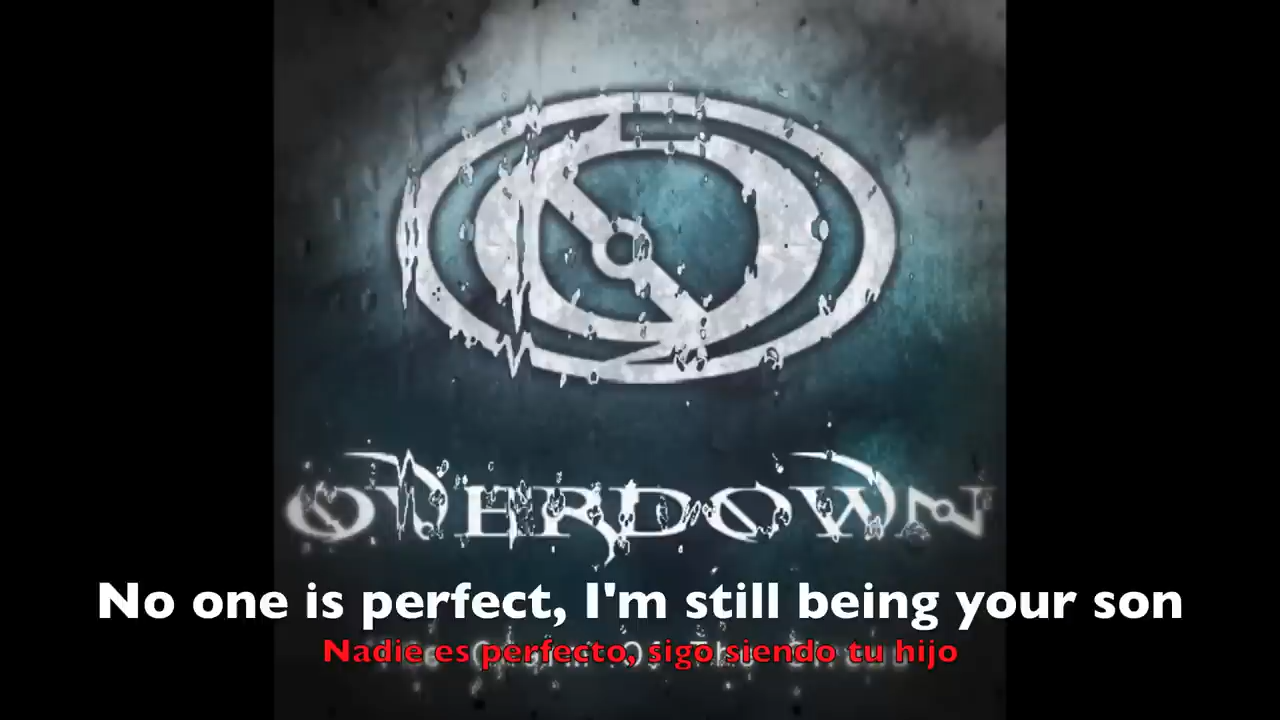 OVERDOWN
No one is perfect, I'm still being your son
Nadie es perfecto, sigo siendo tu hijo